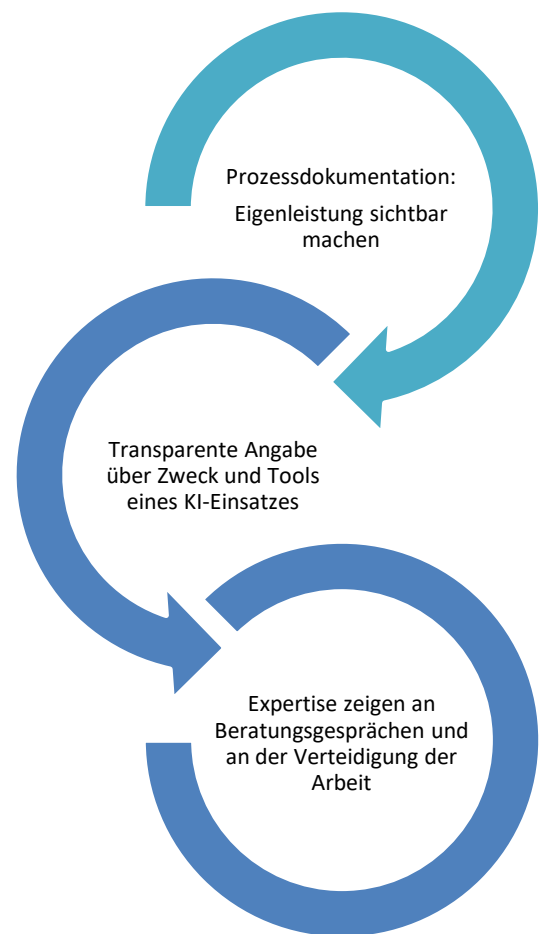 Prozessdokumentation:
Eigenleistung sichtbar
machen
Transparente Angabe
über Zweck und Tools
eines KI-Einsatzes
Expertise zeigen an
Beratungsgesprächen und
an der Verteidigung der
Arbeit